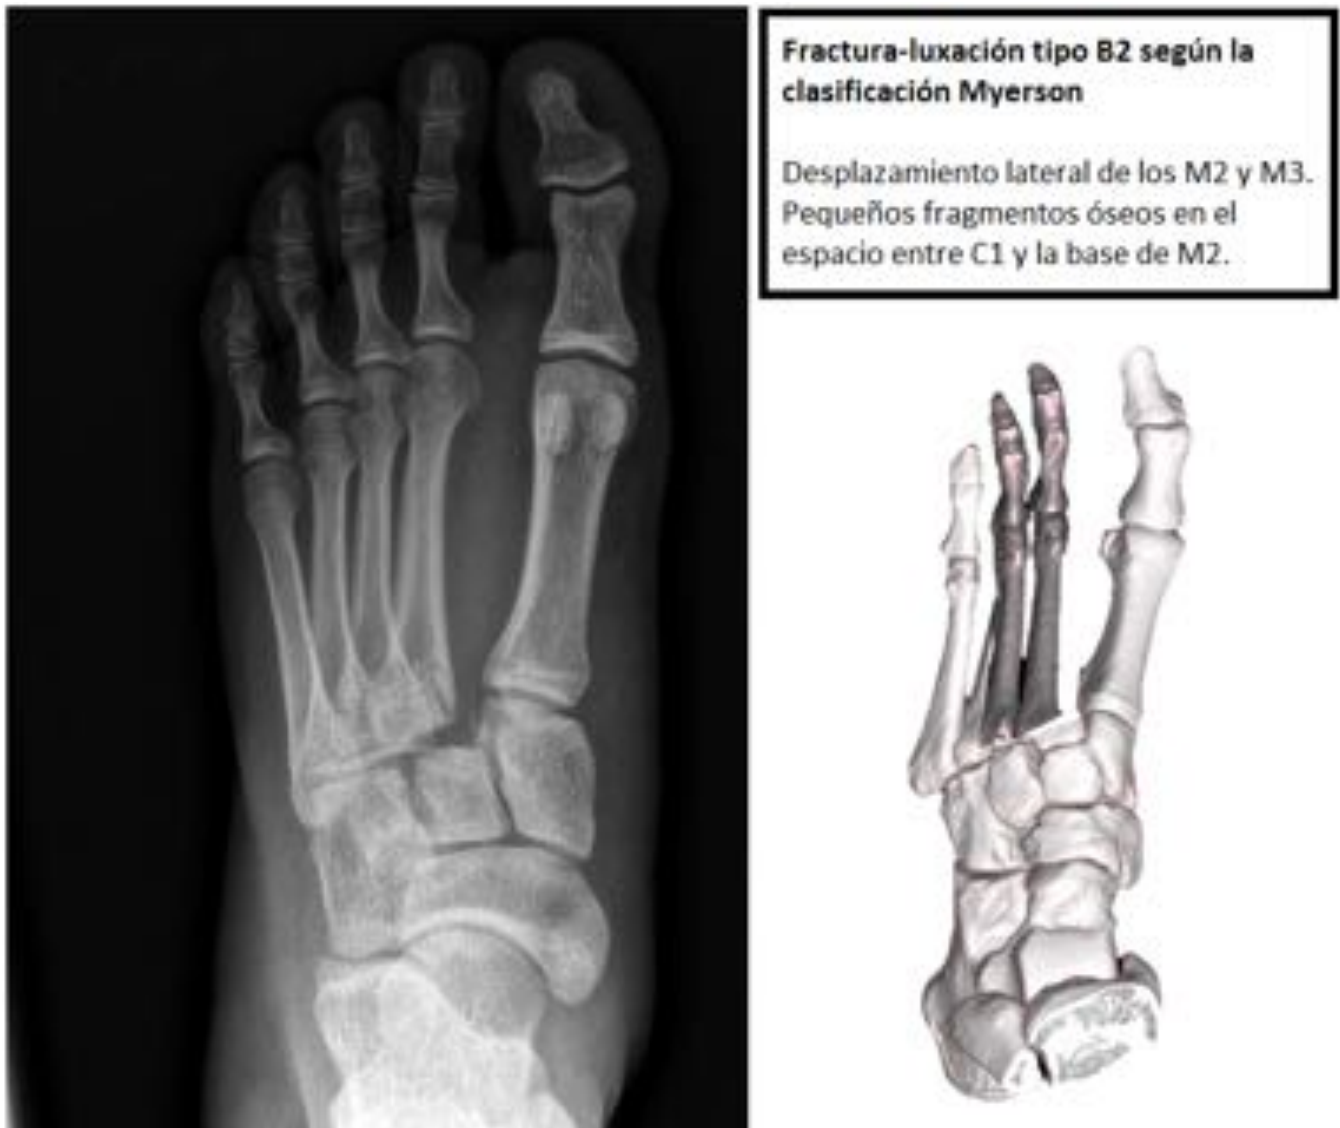 Fractura-luxación tipo B2 según la
clasificación Myerson
Desplazamiento lateral de los M2 y M3.
Pequeños fragmentos óseos en el
espacio entre C1 y la base de M2.